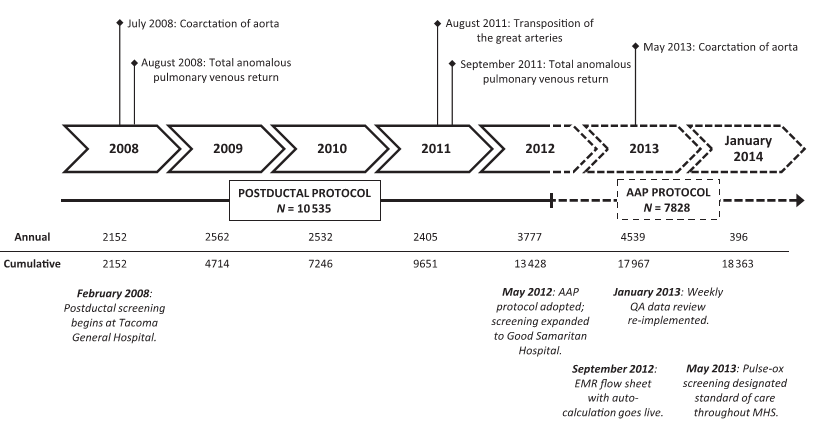 July 2008: Coarctation of aorta
August 2008: Total anomalous
pulmonary venous return
August 2011: Transposition of
the great arteries
September 2011: Total anomalous
pulmonary venous return
May 2013: Coarctation of aorta
2008 2009 2010 2011 2012 2013 January
2014
POSTDUCTAL PROTOCOL
N = 10 535
AAP PROTOCOL
N = 7828
Annual 2152 2562 2532 2405 3777 4539 396
Cumulative 2152 4714 7246 9651 13 428 17 967 18 363
February 2008:
Postductal screening
begins at Tacoma
General Hospital.
May 2012: AAP
protocol adopted;
screening expanded
to Good Samaritan
Hospital.
January 2013: Weekly
QA data review
re-implemented.
September 2012:
EMR flow sheet
with auto-
calculation goes live.
May 2013: Pulse-ox
screening designated
standard of care
throughout MHS.